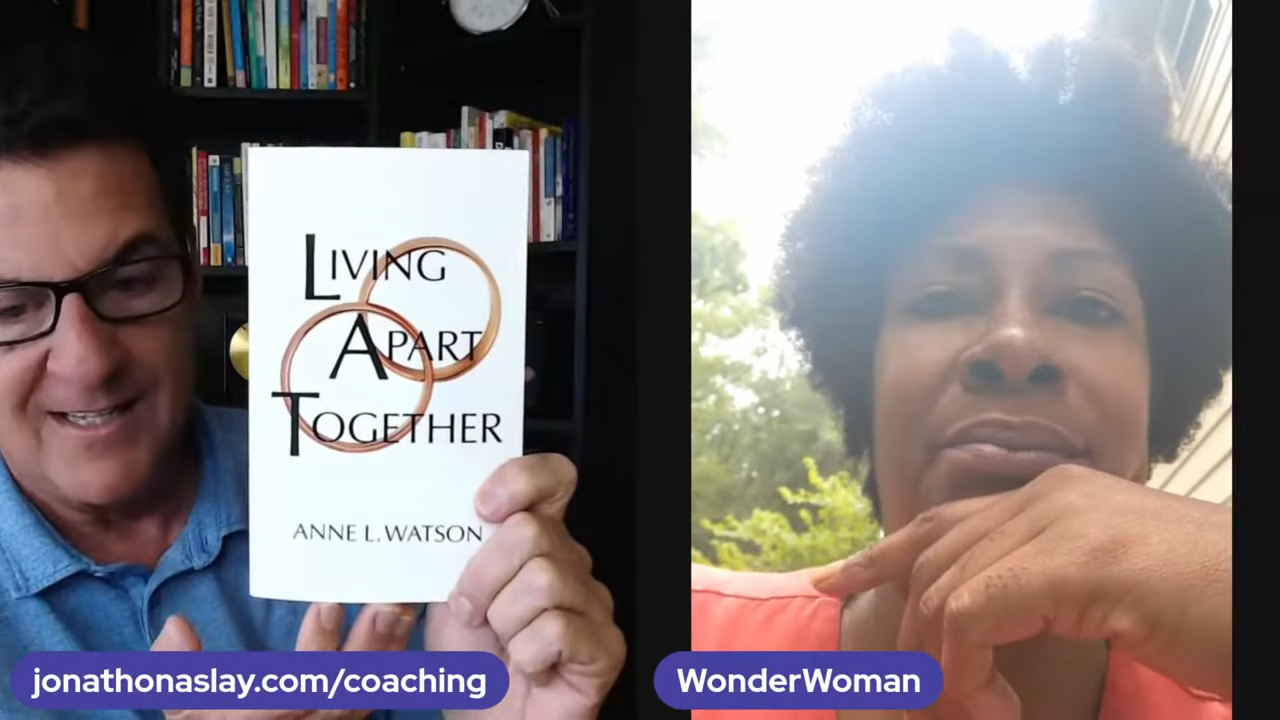 LIVING
APART
TOGETHER
ANNE L. WATSON
jonathonaslay.com/coaching
WonderWoman